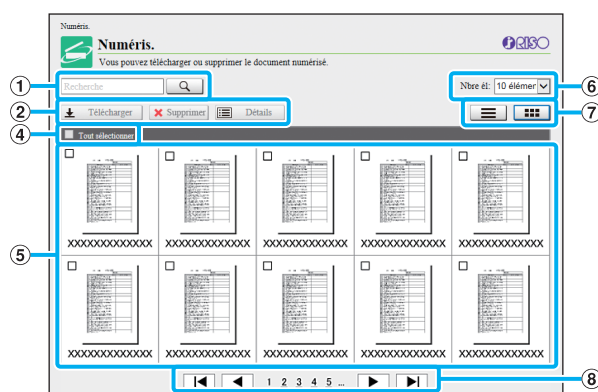 Numéris.
Numéris.
RISO
Vous pouvez télécharger ou supprimer le document numérisé.
1
Recherche
Nbre él: 10 élémer
6
2
Télécharger Supprimer Détails
7
4
Tout sélectionner
XXXXXXXXXXXXX XXXXXXXXXXXXX XXXXXXXXXXXXX XXXXXXXXXXXXX XXXXXXXXXXXXX
5
XXXXXXXXXXXXX XXXXXXXXXXXXX XXXXXXXXXXXXX XXXXXXXXXXXXX XXXXXXXXXXXXX
1 2 3 4 5 ...
8